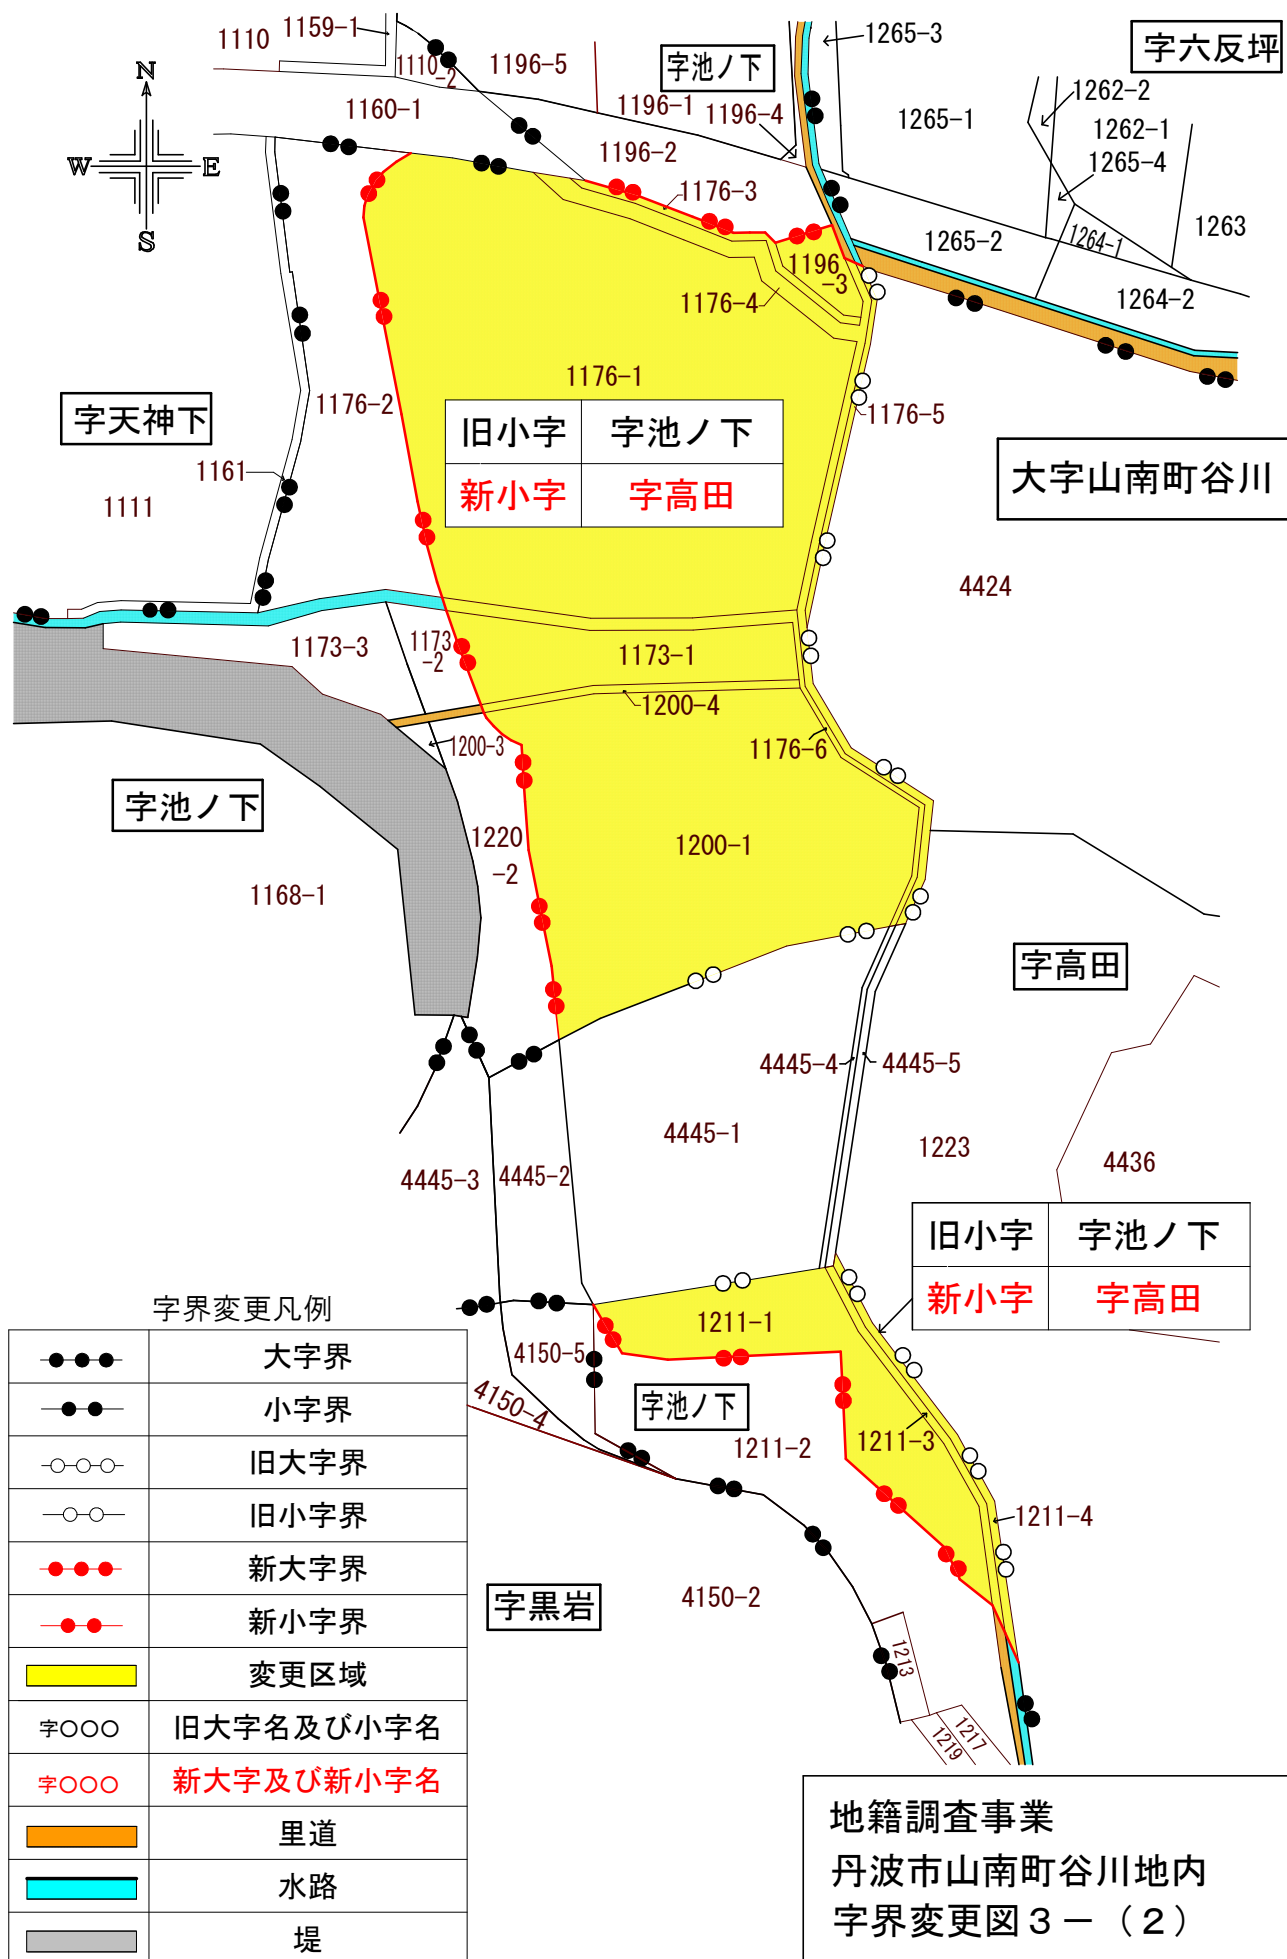 1110
1159-1
1110
-2
1196-5
字池ノ下
1265-3
字六反坪
N
W E
S
1160-1
1196-1
1196-4
1265-1
1262-2
1262-1
1265-4
1196-2
1176-3
1263
1265-2
1264-1
1196
-3
1176-4
1264-2
1176-1
1176-2
字天神下
旧小字 字池ノ下
新小字 字高田
1176-5
大字山南町谷川
1161
1111
4424
1173-3
1173
-2
1173-1
1200-4
1200-3
1176-6
字池ノ下
1220
-2
1200-1
1168-1
字高田
4445-4
4445-5
4445-1
1223
4436
4445-3
4445-2
旧小字 字池ノ下
新小字 字高田
1211-1
4150-5
4150-4
字池ノ下
1211-2
1211-3
1211-4
字黒岩
4150-2
1213
1217
1219
字界変更凡例
大字界
小字界
旧大字界
旧小字界
新大字界
新小字界
変更区域
字○○○ 旧大字名及び小字名
字○○○ 新大字及び新小字名
里道
水路
堤
地籍調査事業
丹波市山南町谷川地内
字界変更図３－（２）